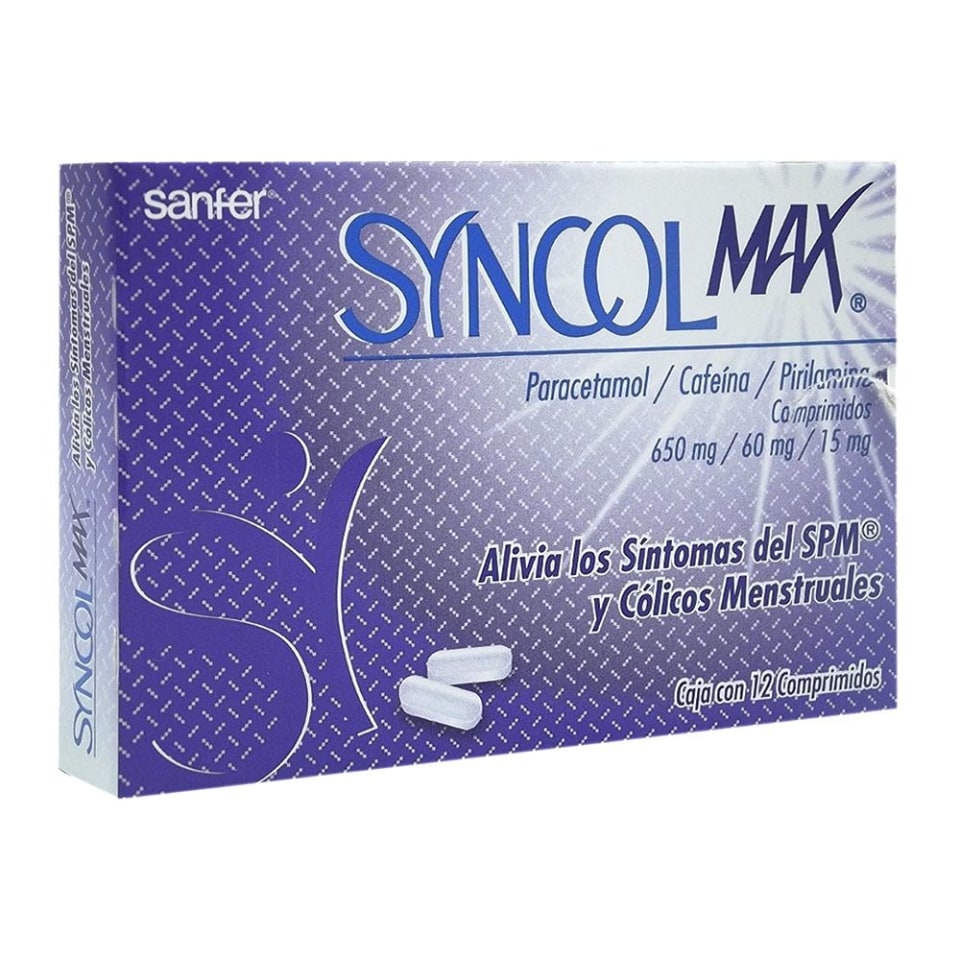 sanfer®
SYNCOL MAX®
Paracetamol / Cafeína / Pirilamina
Comprimidos
650 mg / 60 mg / 15 mg
Alivia los Síntomas del SPM®
y Cólicos Menstruales
Caja con 12 Comprimidos
SYNCOL MAX
Alivia los Síntomas del SPM®
y Cólicos Menstruales